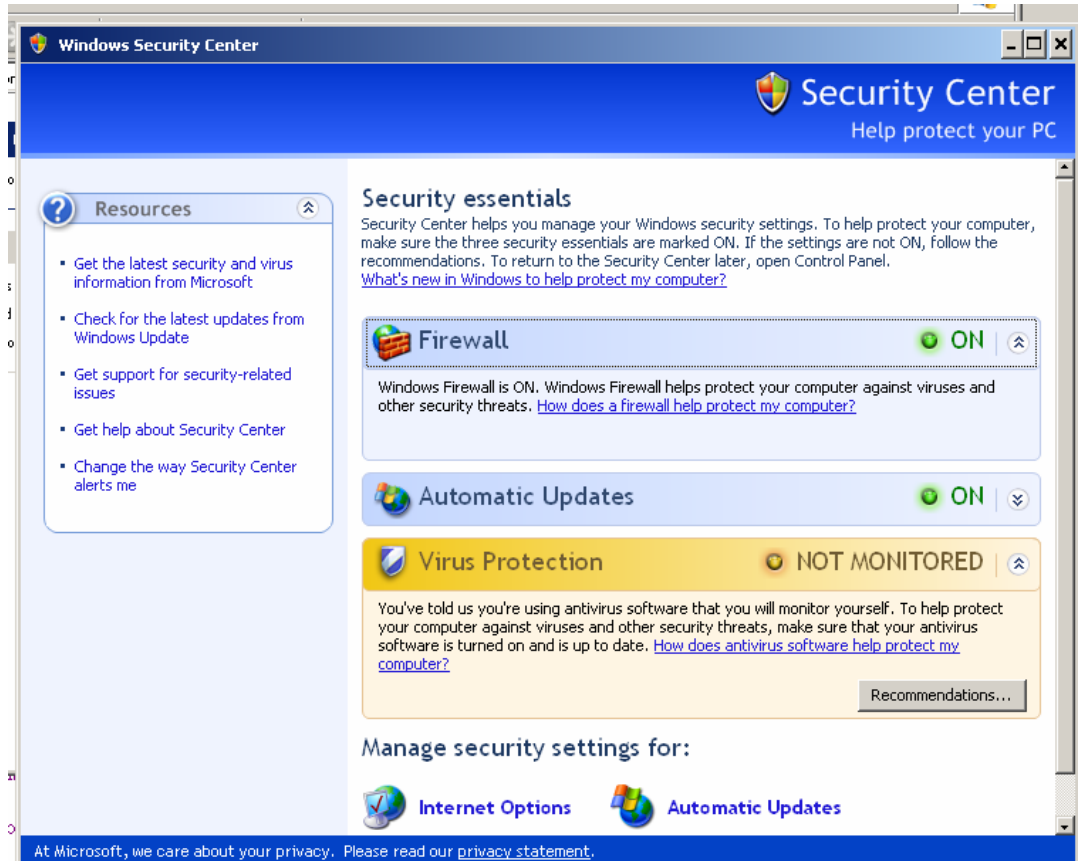 Windows Security Center
Security Center
Help protect your PC
Resources
Get the latest security and virus
information from Microsoft
Check for the latest updates from
Windows Update
Get support for security-related
issues
Get help about Security Center
Change the way Security Center
alerts me
Security essentials
Security Center helps you manage your Windows security settings. To help protect your computer,
make sure the three security essentials are marked ON. If the settings are not ON, follow the
recommendations. To return to the Security Center later, open Control Panel.
What's new in Windows to help protect my computer?
Firewall ON
Windows Firewall is ON. Windows Firewall helps protect your computer against viruses and
other security threats. How does a firewall help protect my computer?
Automatic Updates ON
Virus Protection NOT MONITORED
You've told us you're using antivirus software that you will monitor yourself. To help protect
your computer against viruses and other security threats, make sure that your antivirus
software is turned on and is up to date. How does antivirus software help protect my
computer?
Recommendations...
Manage security settings for:
Internet Options Automatic Updates
At Microsoft, we care about your privacy. Please read our privacy statement.